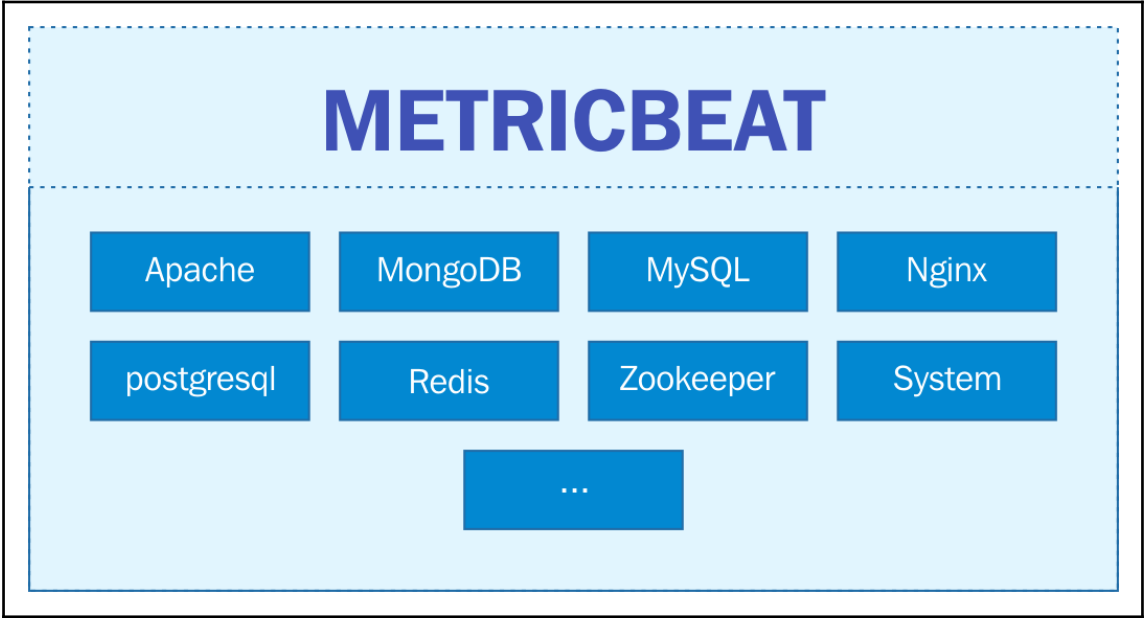 METRICBEAT
Apache MongoDB MySQL Nginx
postgresql Redis Zookeeper System
...